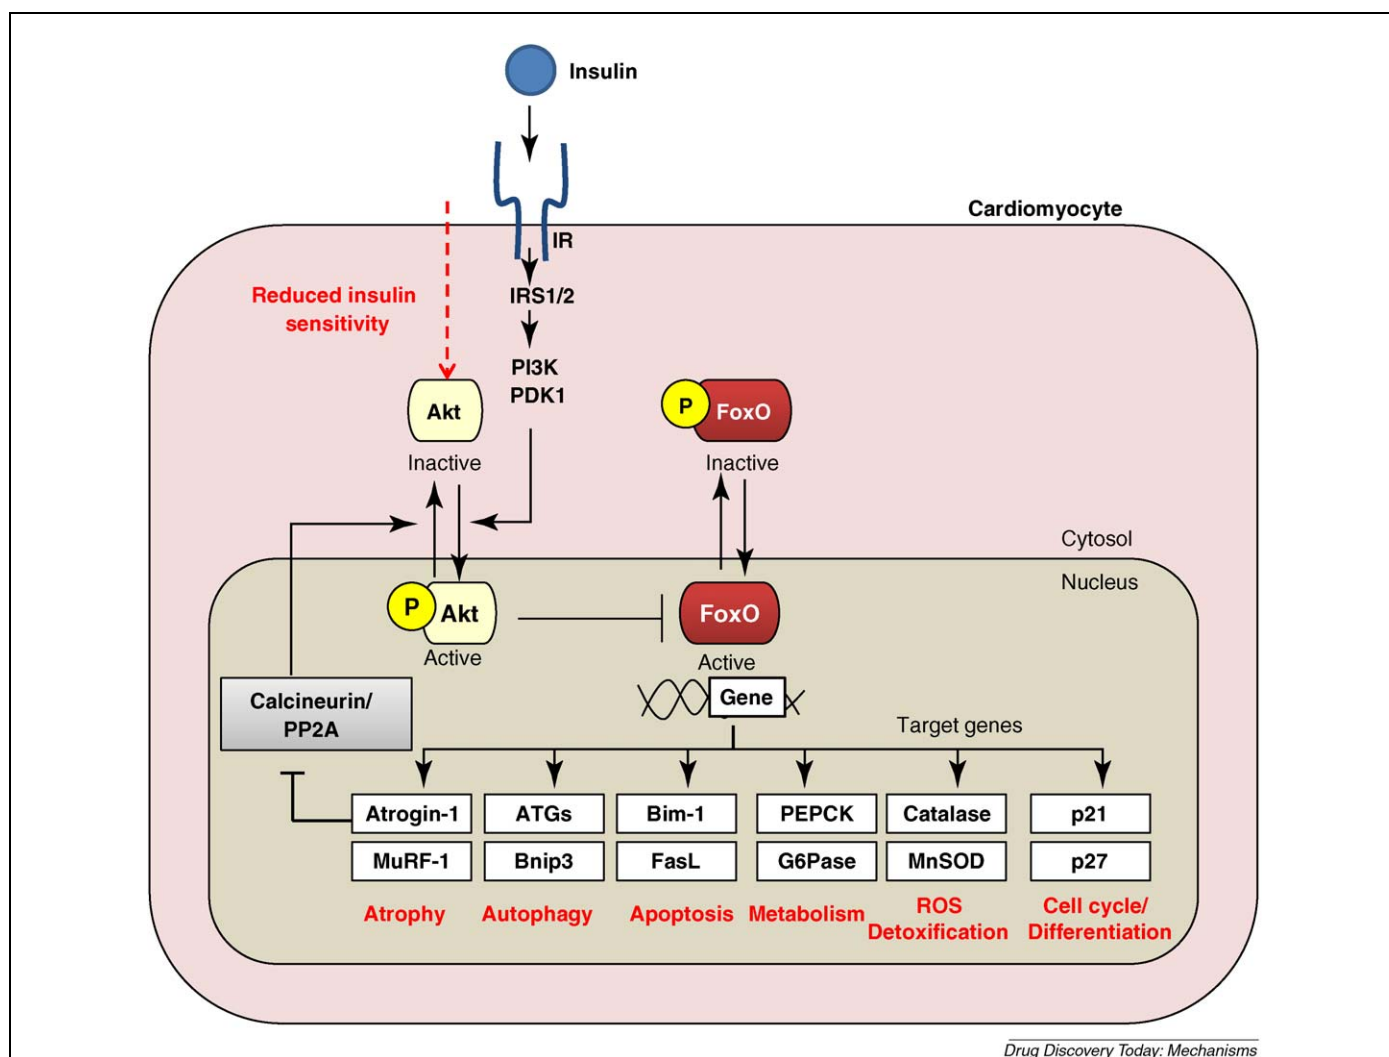 Insulin
Cardiomyocyte
IR
Reduced insulin
sensitivity
IRS1/2
PI3K
PDK1
Akt
Inactive
P
FoxO
Inactive
Cytosol
Nucleus
P
Akt
Active
FoxO
Active
Calcineurin/
PP2A
Gene
Target genes
Atrogin-1
ATGs
Bim-1
PEPCK
Catalase
p21
MuRF-1
Bnip3
FasL
G6Pase
MnSOD
p27
Atrophy
Autophagy
Apoptosis
Metabolism
ROS
Detoxification
Cell cycle/
Differentiation
Drug Discovery Today: Mechanisms